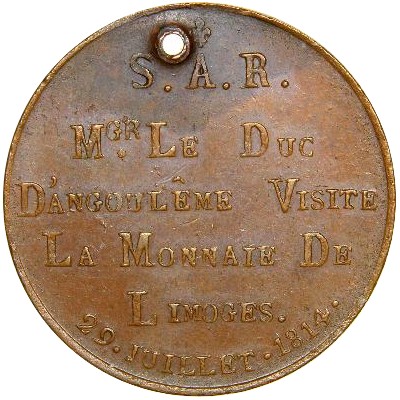 S. A. R.
Mgr. Le Duc
D'angoulême Visite
La Monnaie De
Limoges.
29. JUILLET. 1814.